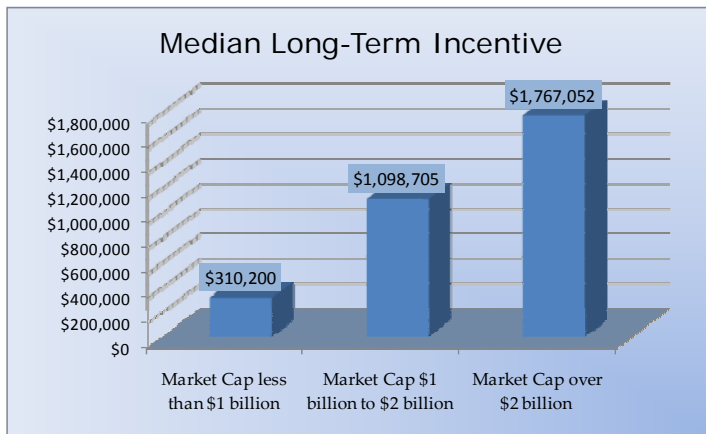 Median Long-Term Incentive
$1,767,052
$1,800,000
$1,600,000
$1,400,000
$1,098,705
$1,200,000
$1,000,000
$800,000
$600,000
$310,200
$400,000
$200,000
$0
Market Cap less
than $1 billion
Market Cap $1
billion to $2 billion
Market Cap over
$2 billion